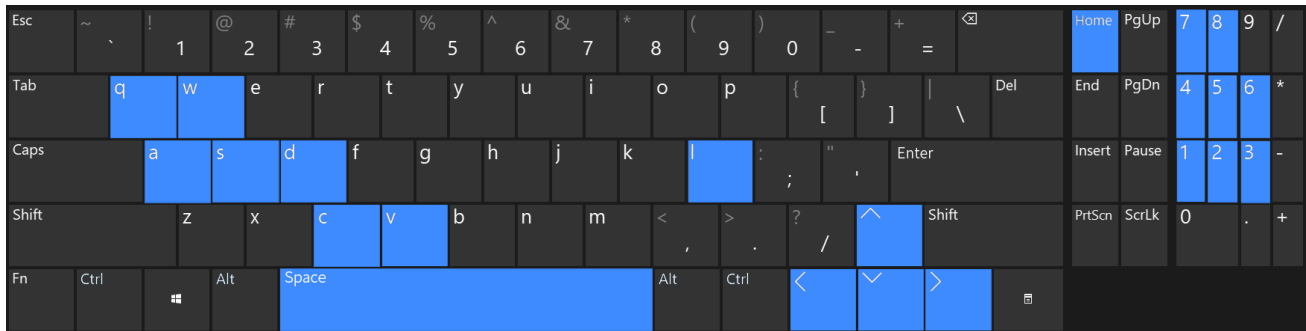 Esc ~ ` ! 1 @ 2 # 3 $ 4 % 5 ^ 6 & 7 * 8 ( 9 ) 0 _ - + = Home PgUp 7 8 9 /
Tab q w e r t y u i o p { [ } ] | \ Del End PgDn 4 5 6 *
Caps a s d f g h j k l : ; " ' Enter Insert Pause 1 2 3 -
Shift z x c v b n m < , > . ? / Shift PrtScn ScrLk 0 . +
Fn Ctrl Alt Space Alt Ctrl